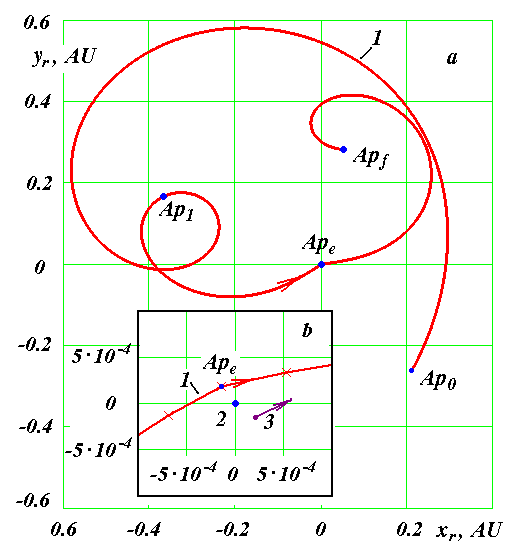 0.6
y_r, AU
1
a
0.4
Ap_f
0.2
Ap_1
Ap_e
0
b
-0.2
5·10^-4
Ap_e
1
Ap_0
0
2
3
-0.4
-5·10^-4
-5·10^-4 0 5·10^-4
-0.6
0.6 -0.4 -0.2 0 0.2 x_r, AU